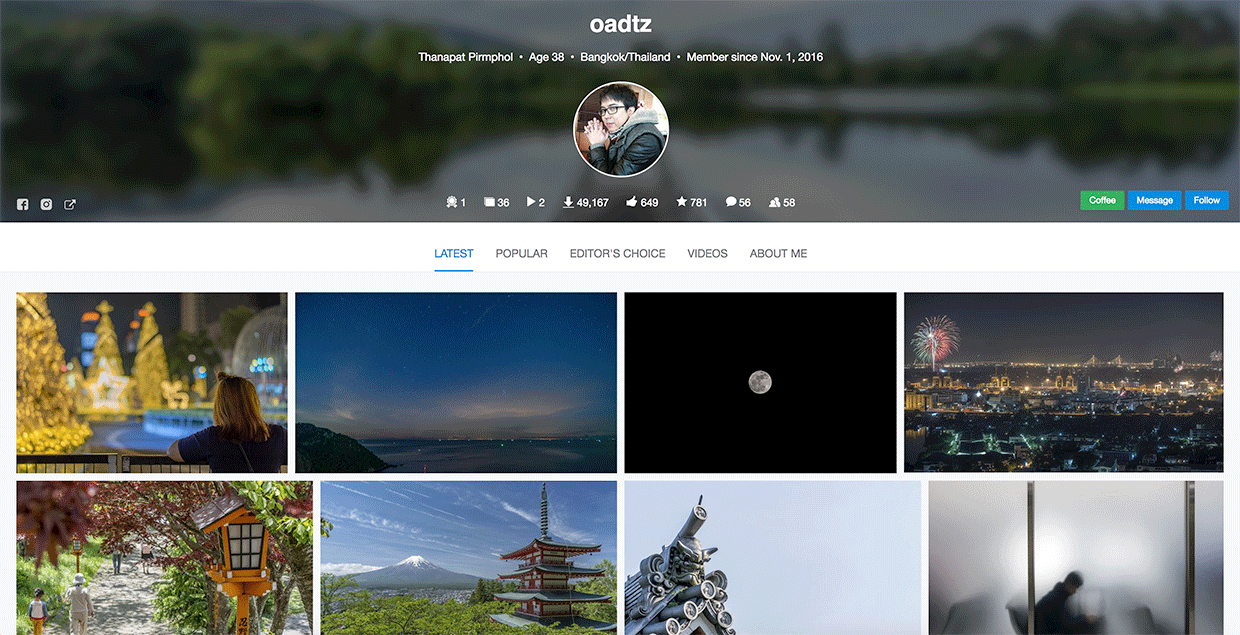 oadtz
Thanapat Pirmphol • Age 38 • Bangkok/Thailand • Member since Nov. 1, 2016
1 36 2 49,167 649 781 56 58
Coffee Message Follow
LATEST POPULAR EDITOR'S CHOICE VIDEOS ABOUT ME